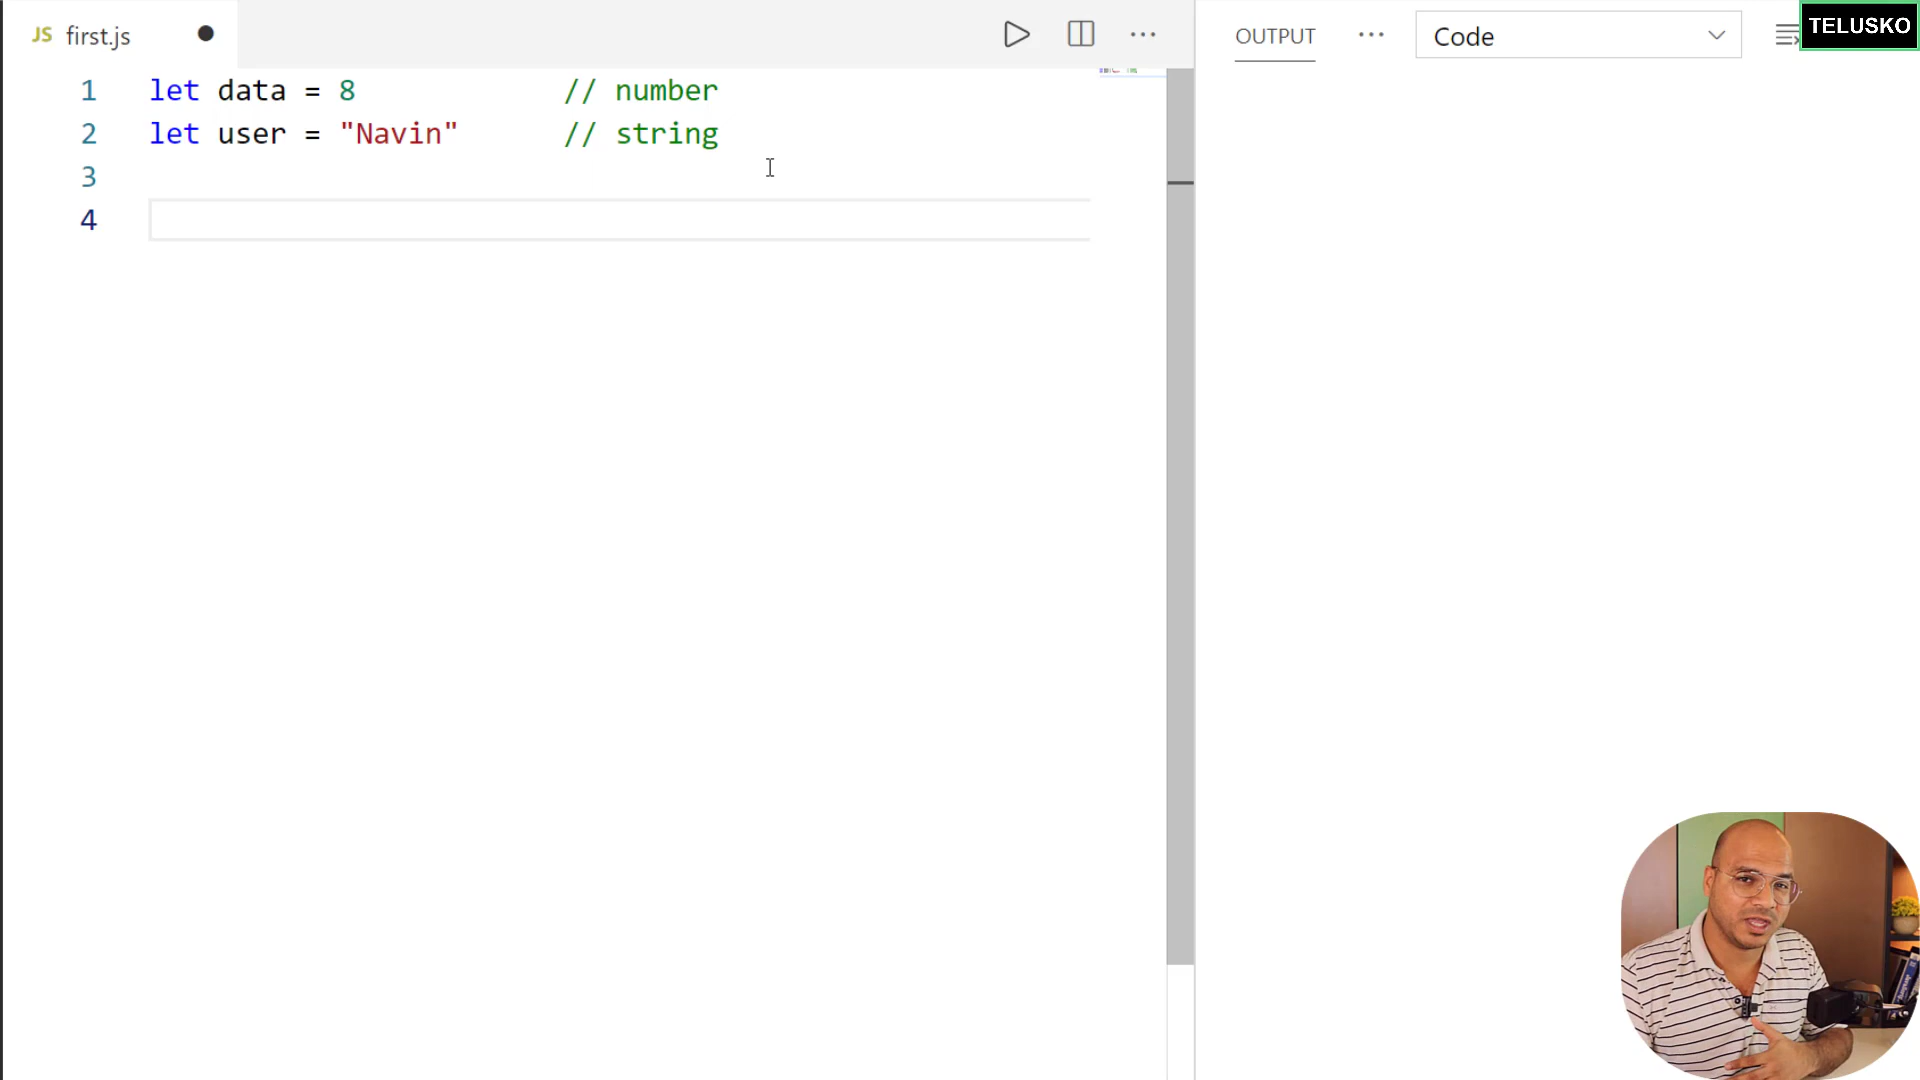 JS first.js
OUTPUT
Code
TELUSKO
1 let data = 8 // number
2 let user = "Navin" // string
3
4